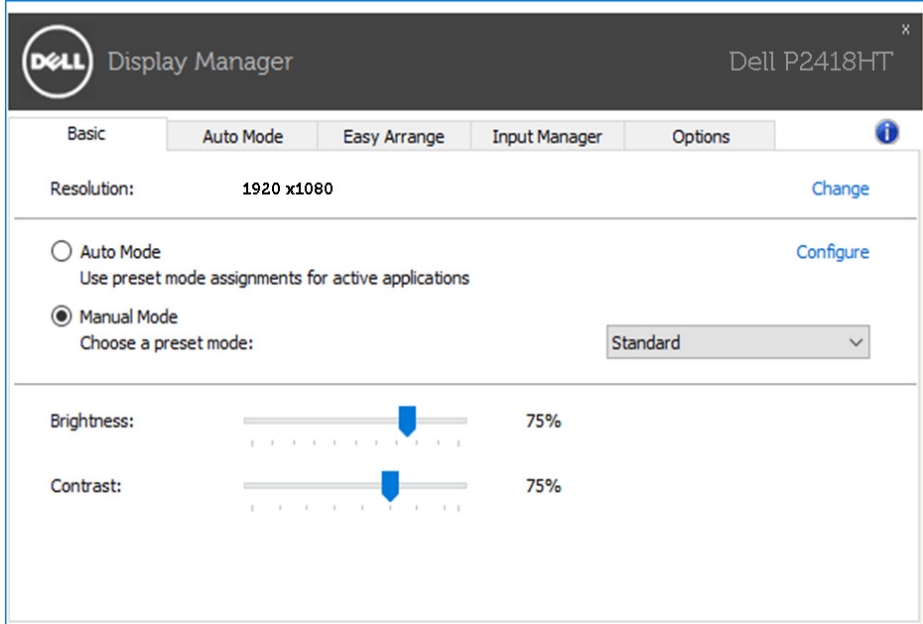 DELL Display Manager Dell P2418HT x
Basic Auto Mode Easy Arrange Input Manager Options i
Resolution: 1920 x1080 Change
Auto Mode Configure
Use preset mode assignments for active applications
Manual Mode
Choose a preset mode: Standard
Brightness: 75%
Contrast: 75%